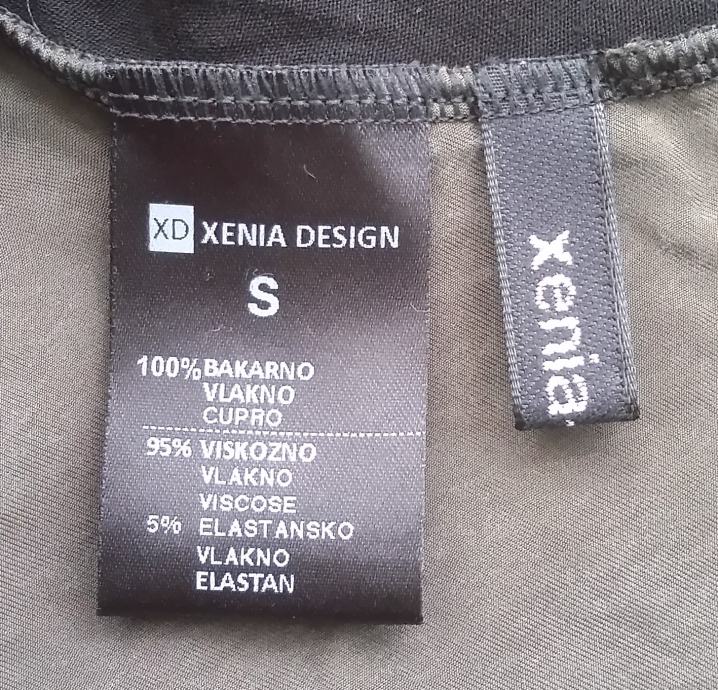 XD XENIA DESIGN
S
100% BAKARNO
VLAKNO
CUPRO
95% VISKOZNO
VLAKNO
VISCOSE
5% ELASTANSKO
VLAKNO
ELASTAN
xenia